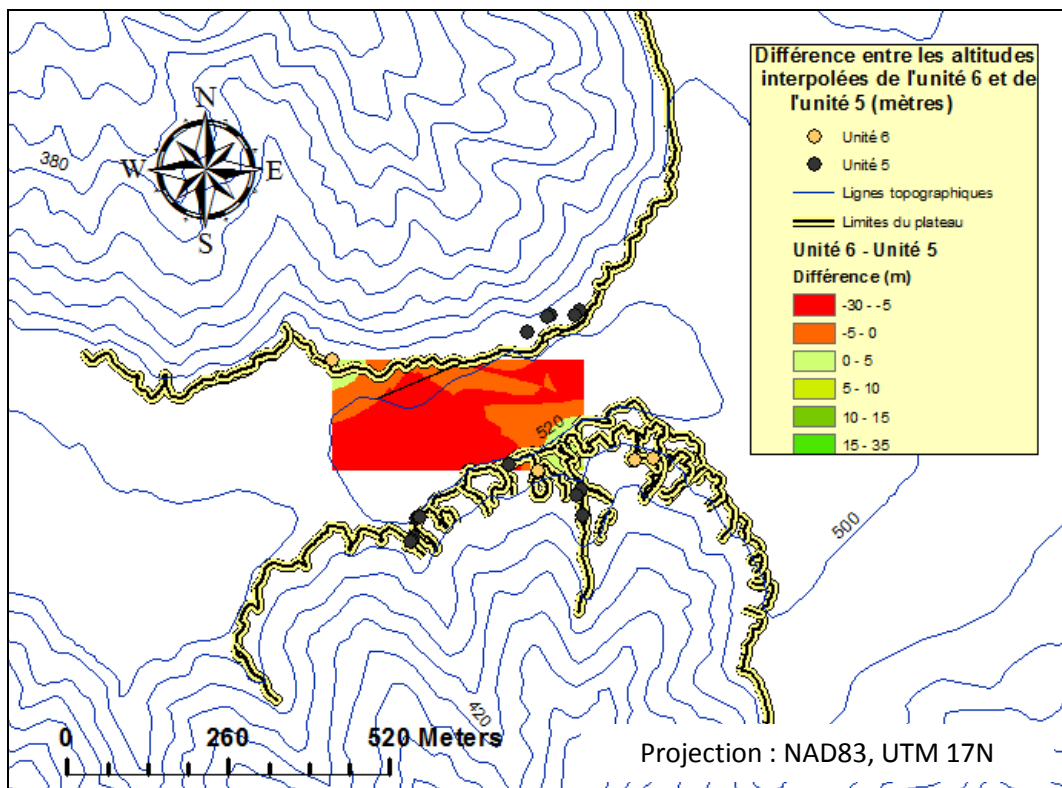 Différence entre les altitudes
interpolées de l'unité 6 et de
l'unité 5 (mètres)
Unité 6
Unité 5
Lignes topographiques
Limites du plateau
Unité 6 - Unité 5
Différence (m)
-30 - -5
-5 - 0
0 - 5
5 - 10
10 - 15
15 - 35
N
W
E
S
380
520
500
420
0
260
520 Meters
Projection : NAD83, UTM 17N